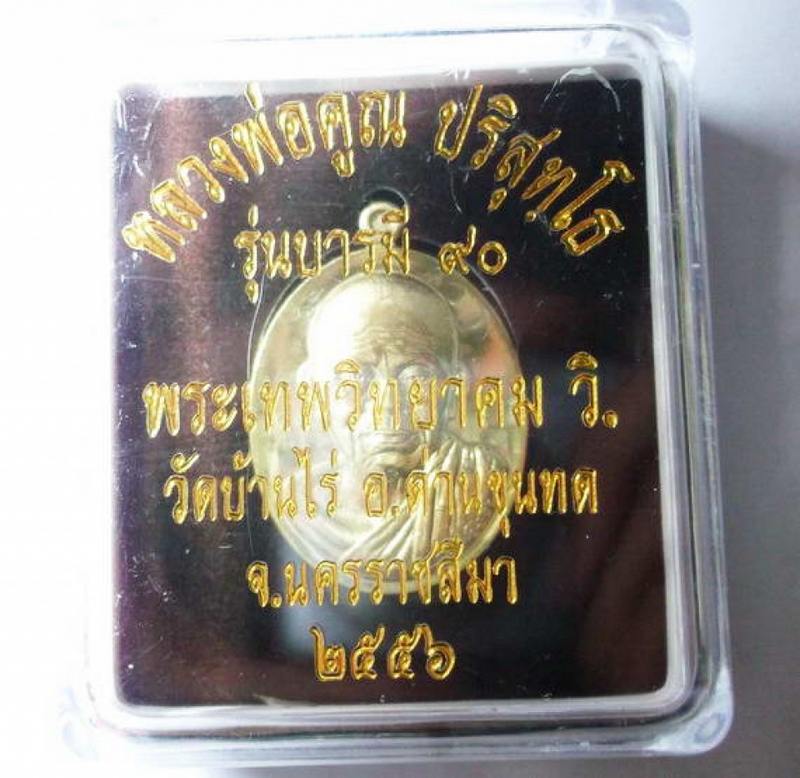 หลวงพ่อคูณ ปริสุทฺโธ
รุ่นบารมี ๙๐
พระเทพวิทยาคม วิ.
วัดบ้านไร่ อ.ด่านขุนทด
จ.นครราชสีมา
๒๕๕๖